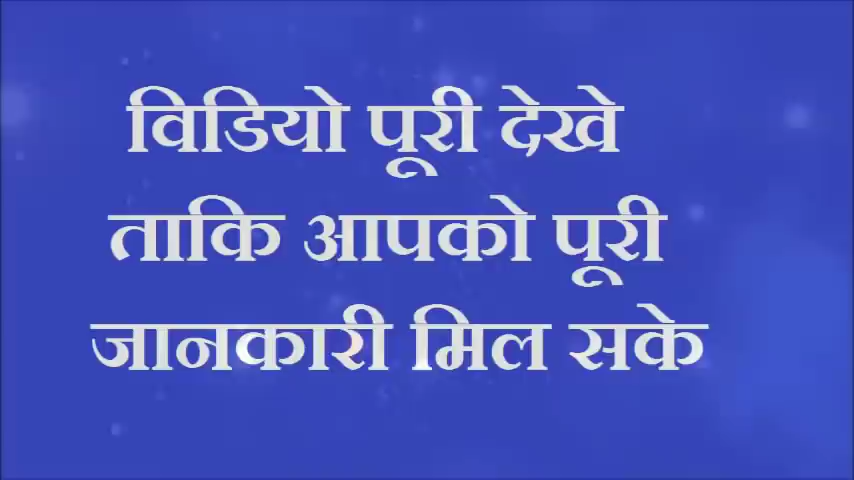 विडियो पूरी देखे
ताकि आपको पूरी
जानकारी मिल सके